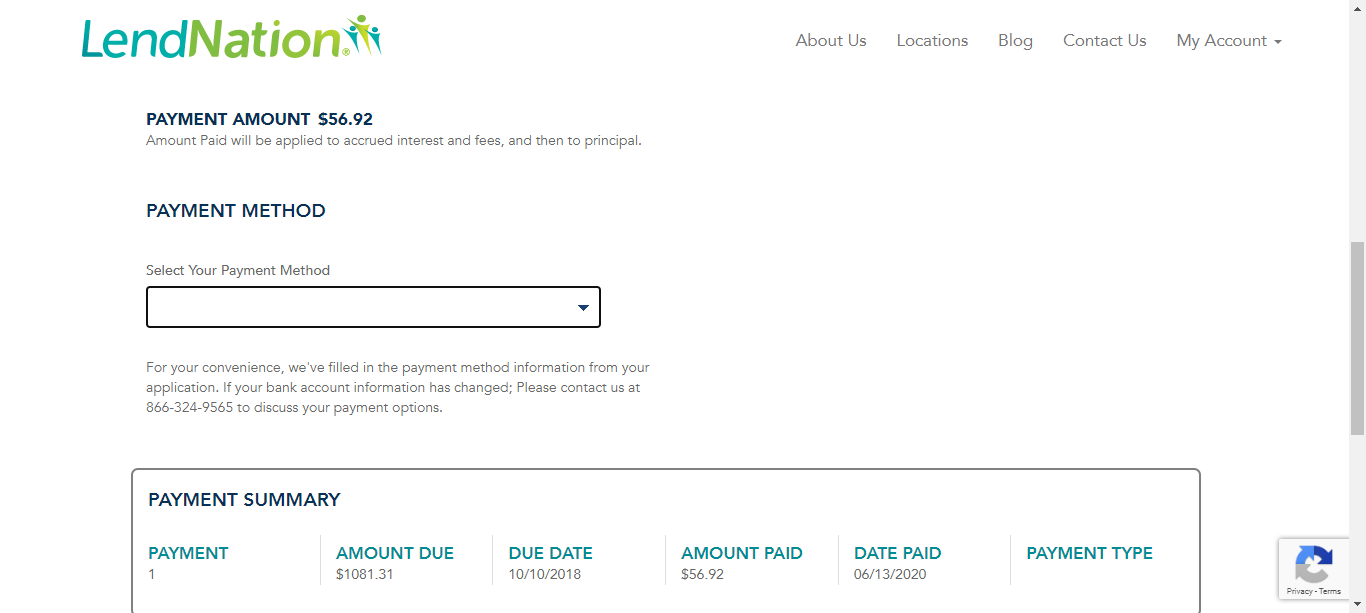 LendNation®
About Us Locations Blog Contact Us My Account
PAYMENT AMOUNT $56.92
Amount Paid will be applied to accrued interest and fees, and then to principal.
PAYMENT METHOD
Select Your Payment Method
For your convenience, we've filled in the payment method information from your
application. If your bank account information has changed; Please contact us at
866-324-9565 to discuss your payment options.
PAYMENT SUMMARY
PAYMENT AMOUNT DUE DUE DATE AMOUNT PAID DATE PAID PAYMENT TYPE
1 $1081.31 10/10/2018 $56.92 06/13/2020
Privacy - Terms